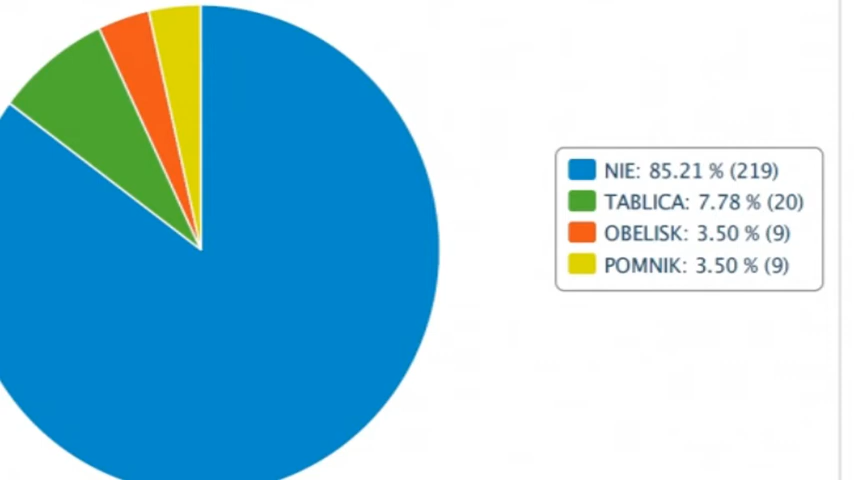 NIE: 85.21 % (219)
TABLICA: 7.78 % (20)
OBELISK: 3.50 % (9)
POMNIK: 3.50 % (9)